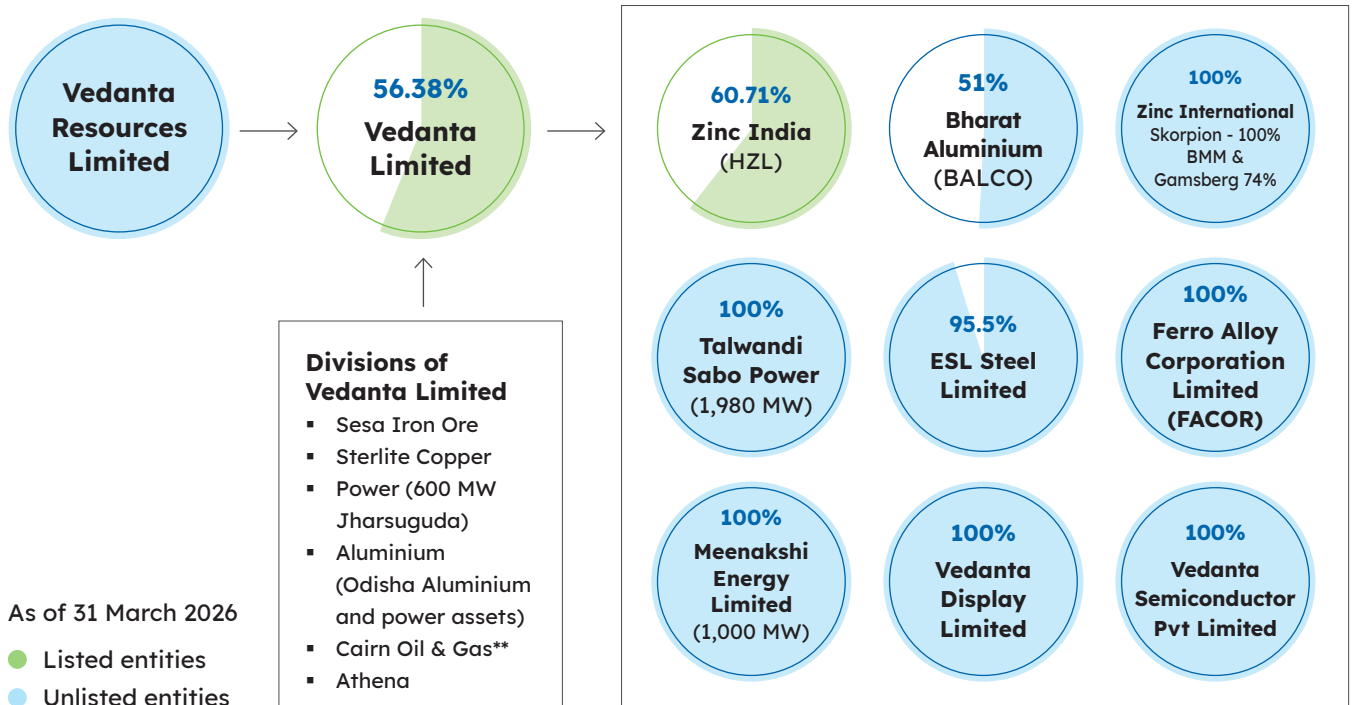 Vedanta
Resources
Limited
56.38%
Vedanta
Limited
60.71%
Zinc India
(HZL)
51%
Bharat
Aluminium
(BALCO)
100%
Zinc International
Skorpion - 100%
BMM &
Gamsberg 74%
100%
Talwandi
Sabo Power
(1,980 MW)
95.5%
ESL Steel
Limited
100%
Ferro Alloy
Corporation
Limited
(FACOR)
100%
Meenakshi
Energy
Limited
(1,000 MW)
100%
Vedanta
Display
Limited
100%
Vedanta
Semiconductor
Pvt Limited
Divisions of
Vedanta Limited
▪ Sesa Iron Ore
▪ Sterlite Copper
▪ Power (600 MW
Jharsuguda)
▪ Aluminium
(Odisha Aluminium
and power assets)
▪ Cairn Oil & Gas**
▪ Athena
As of 31 March 2026
Listed entities
Unlisted entities